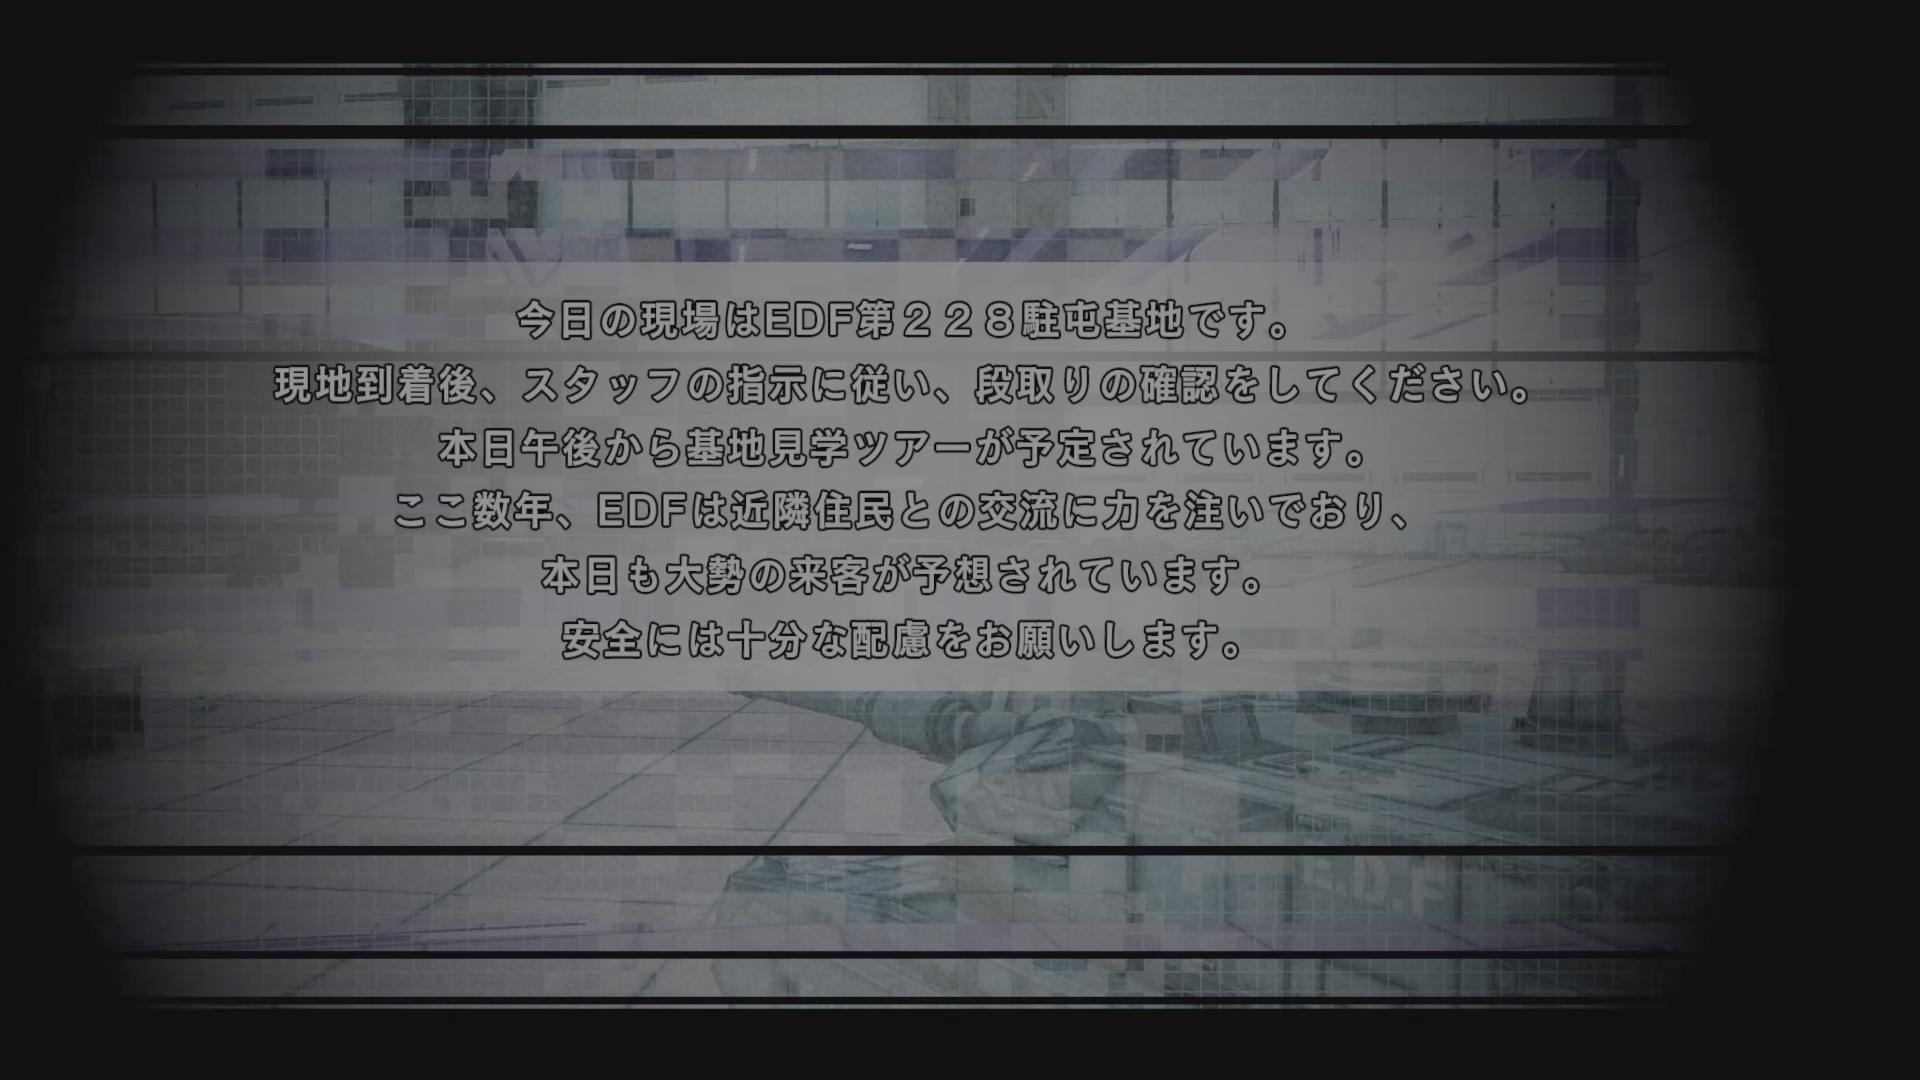 今日の現場はEDF第２２８駐屯基地です。
現地到着後、スタッフの指示に従い、段取りの確認をしてください。
本日午後から基地見学ツアーが予定されています。
ここ数年、EDFは近隣住民との交流に力を注いでおり、
本日も大勢の来客が予想されています。
安全には十分な配慮をお願いします。
E.D.F